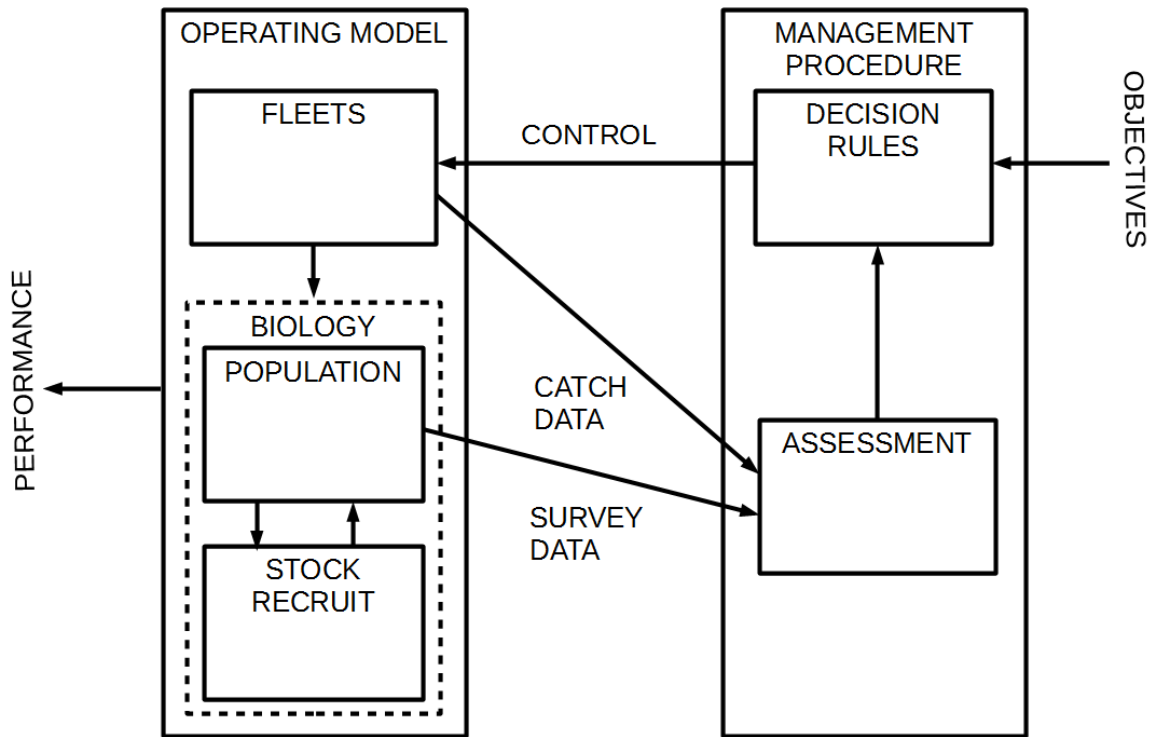 OPERATING MODEL
FLEETS
BIOLOGY
POPULATION
STOCK
RECRUIT
PERFORMANCE
CONTROL
CATCH
DATA
SURVEY
DATA
MANAGEMENT
PROCEDURE
DECISION
RULES
ASSESSMENT
OBJECTIVES